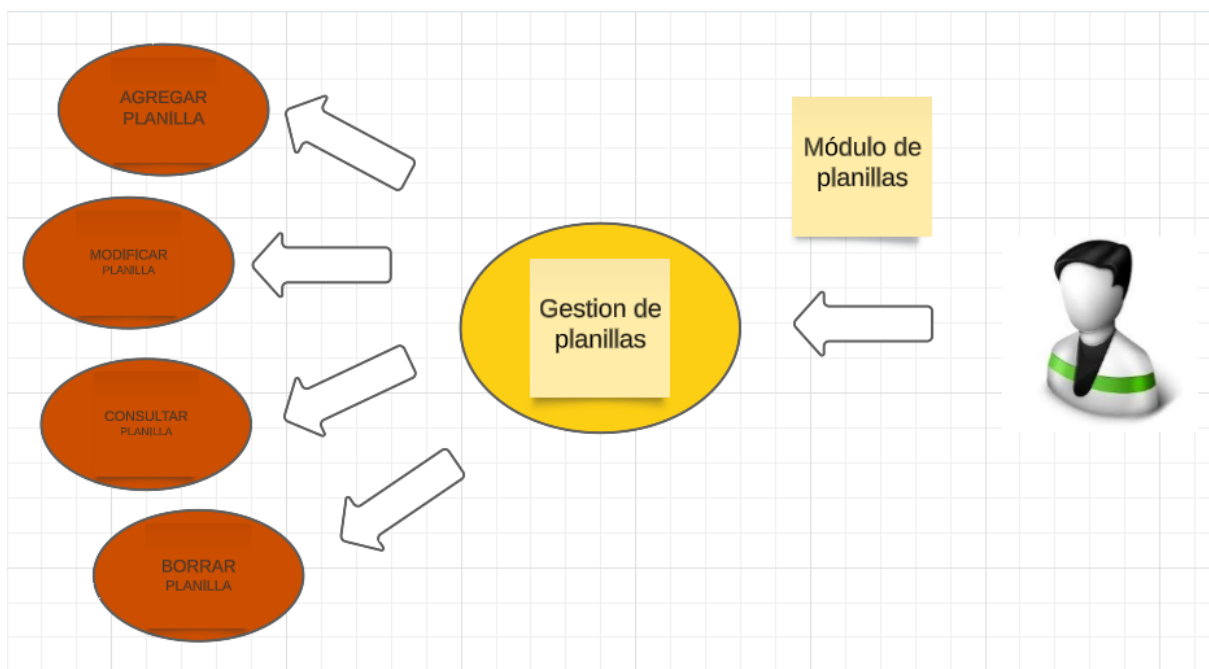 AGREGAR
PLANILLA
MODIFICAR
PLANILLA
CONSULTAR
PLANILLA
BORRAR
PLANILLA
Gestion de
planillas
Módulo de
planillas